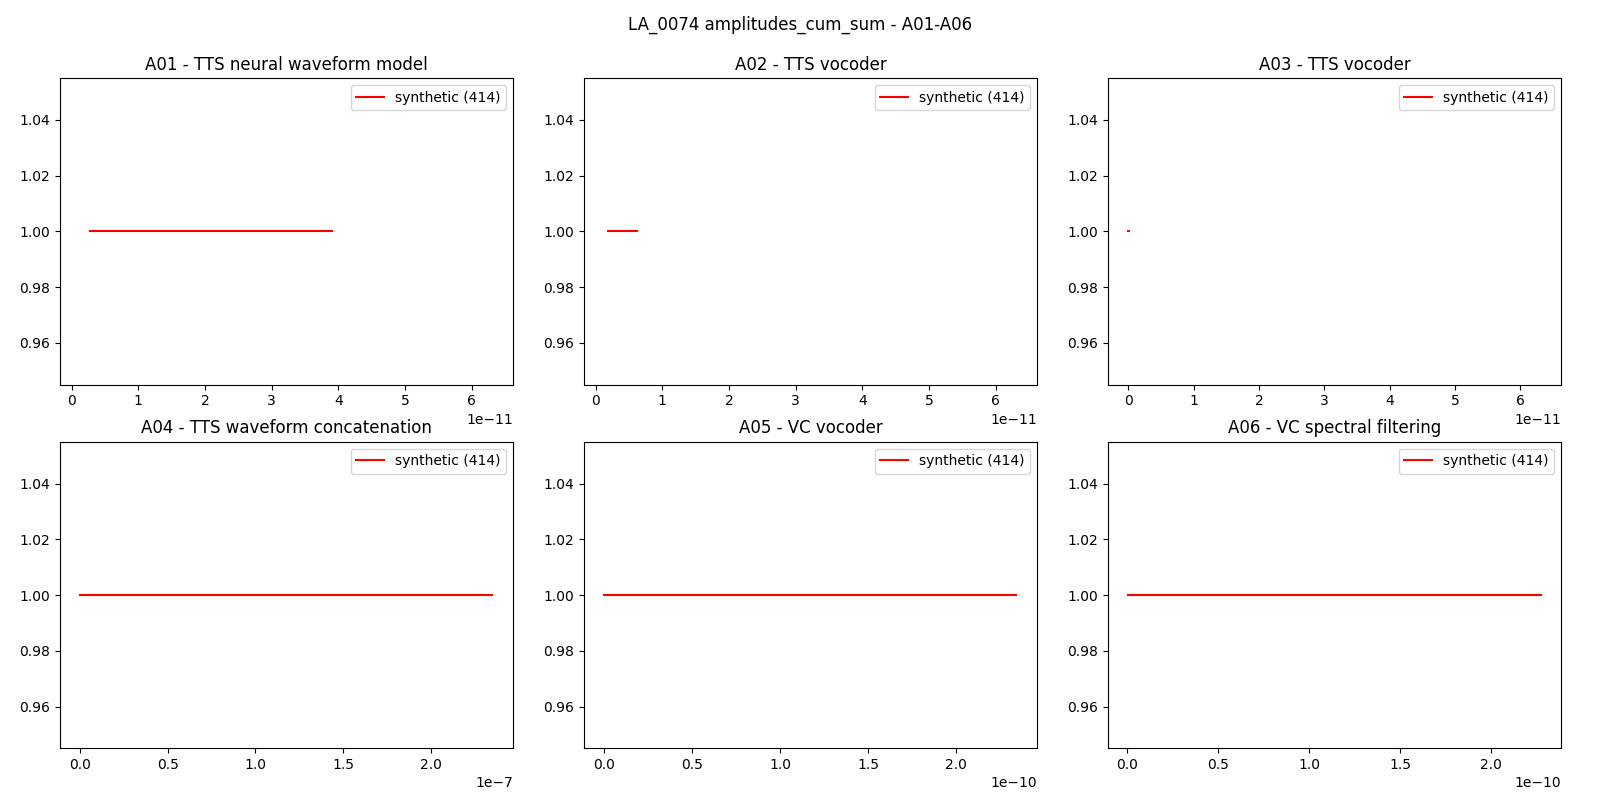 LA_0074 amplitudes_cum_sum - A01-A06
A01 - TTS neural waveform model
A02 - TTS vocoder
A03 - TTS vocoder
synthetic (414)
synthetic (414)
synthetic (414)
1.04
1.02
1.00
0.98
0.96
1.04
1.02
1.00
0.98
0.96
1.04
1.02
1.00
0.98
0.96
0 1 2 3 4 5 6
1e−11
0 1 2 3 4 5 6
1e−11
0 1 2 3 4 5 6
1e−11
A04 - TTS waveform concatenation
A05 - VC vocoder
A06 - VC spectral filtering
synthetic (414)
synthetic (414)
synthetic (414)
1.04
1.02
1.00
0.98
0.96
1.04
1.02
1.00
0.98
0.96
1.04
1.02
1.00
0.98
0.96
0.0 0.5 1.0 1.5 2.0
1e−7
0.0 0.5 1.0 1.5 2.0
1e−10
0.0 0.5 1.0 1.5 2.0
1e−10